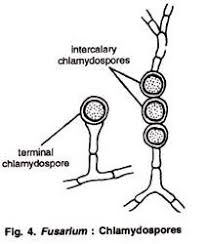 intercalary
chlamydospores
terminal
chlamydospore
Fig. 4. Fusarium : Chlamydospores